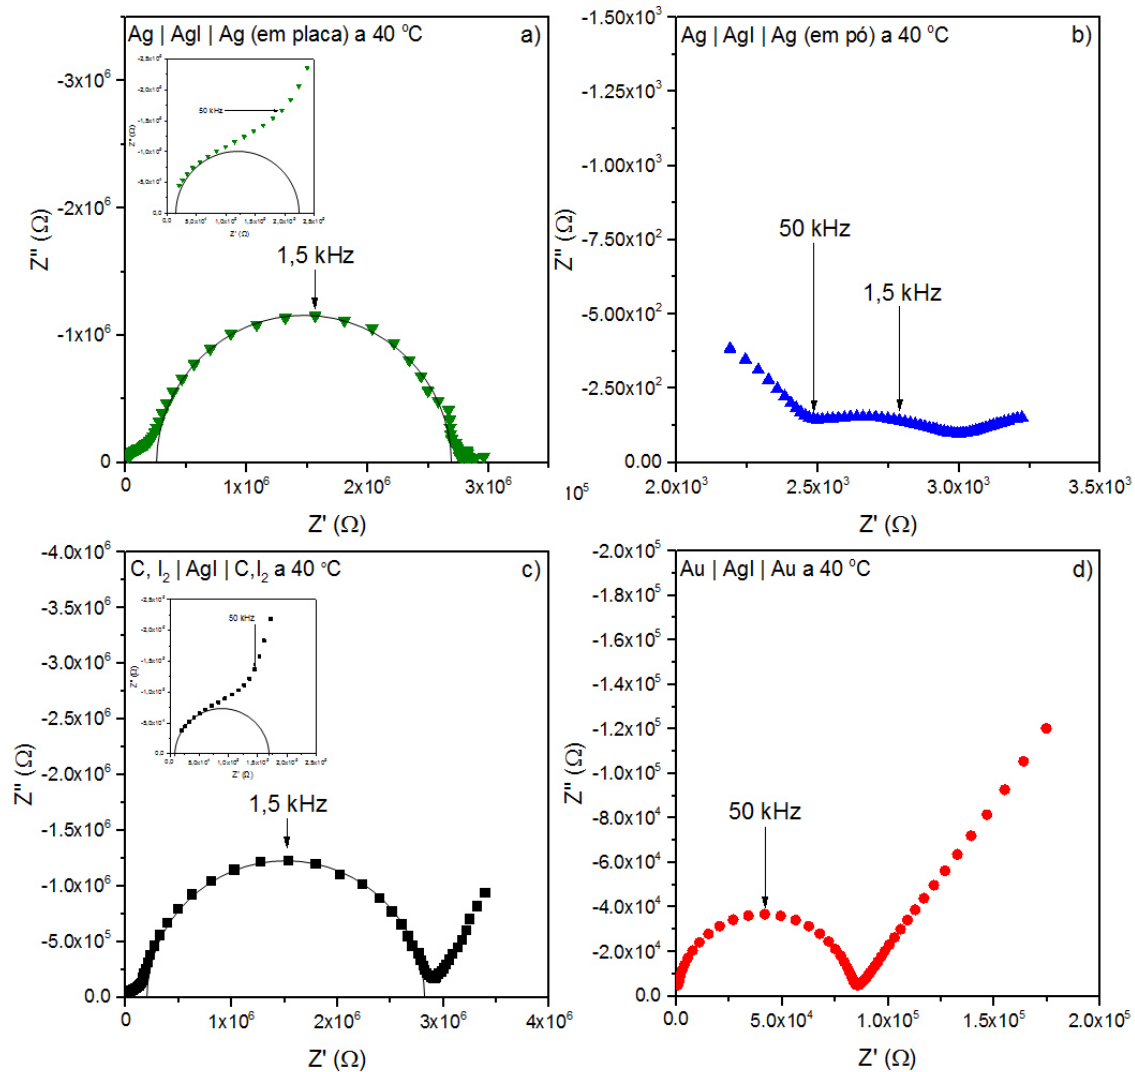 Ag | AgI | Ag (em placa) a 40 °C a)
-3x10⁶
-2x10⁶
-1x10⁶
0
Z'' (Ω)
0 1x10⁶ 2x10⁶ 3x10⁶
10⁵
Z' (Ω)
50 kHz
Z'' (Ω)
Z' (Ω)
1,5 kHz
Ag | AgI | Ag (em pó) a 40 °C b)
-1.50x10³
-1.25x10³
-1.00x10³
-7.50x10²
-5.00x10²
-2.50x10²
0.00
Z'' (Ω)
50 kHz
1,5 kHz
2.0x10³ 2.5x10³ 3.0x10³ 3.5x10³
Z' (Ω)
C, I₂ | AgI | C,I₂ a 40 °C c)
-4.0x10⁶
-3.5x10⁶
-3.0x10⁶
-2.5x10⁶
-2.0x10⁶
-1.5x10⁶
-1.0x10⁶
-5.0x10⁵
0.0
Z'' (Ω)
50 kHz
Z'' (Ω)
Z' (Ω)
1,5 kHz
0 1x10⁶ 2x10⁶ 3x10⁶ 4x10⁶
Z' (Ω)
Au | AgI | Au a 40 °C d)
-2.0x10⁵
-1.8x10⁵
-1.6x10⁵
-1.4x10⁵
-1.2x10⁵
-1.0x10⁵
-8.0x10⁴
-6.0x10⁴
-4.0x10⁴
-2.0x10⁴
0.0
Z'' (Ω)
50 kHz
0.0 5.0x10⁴ 1.0x10⁵ 1.5x10⁵ 2.0x10⁵
Z' (Ω)